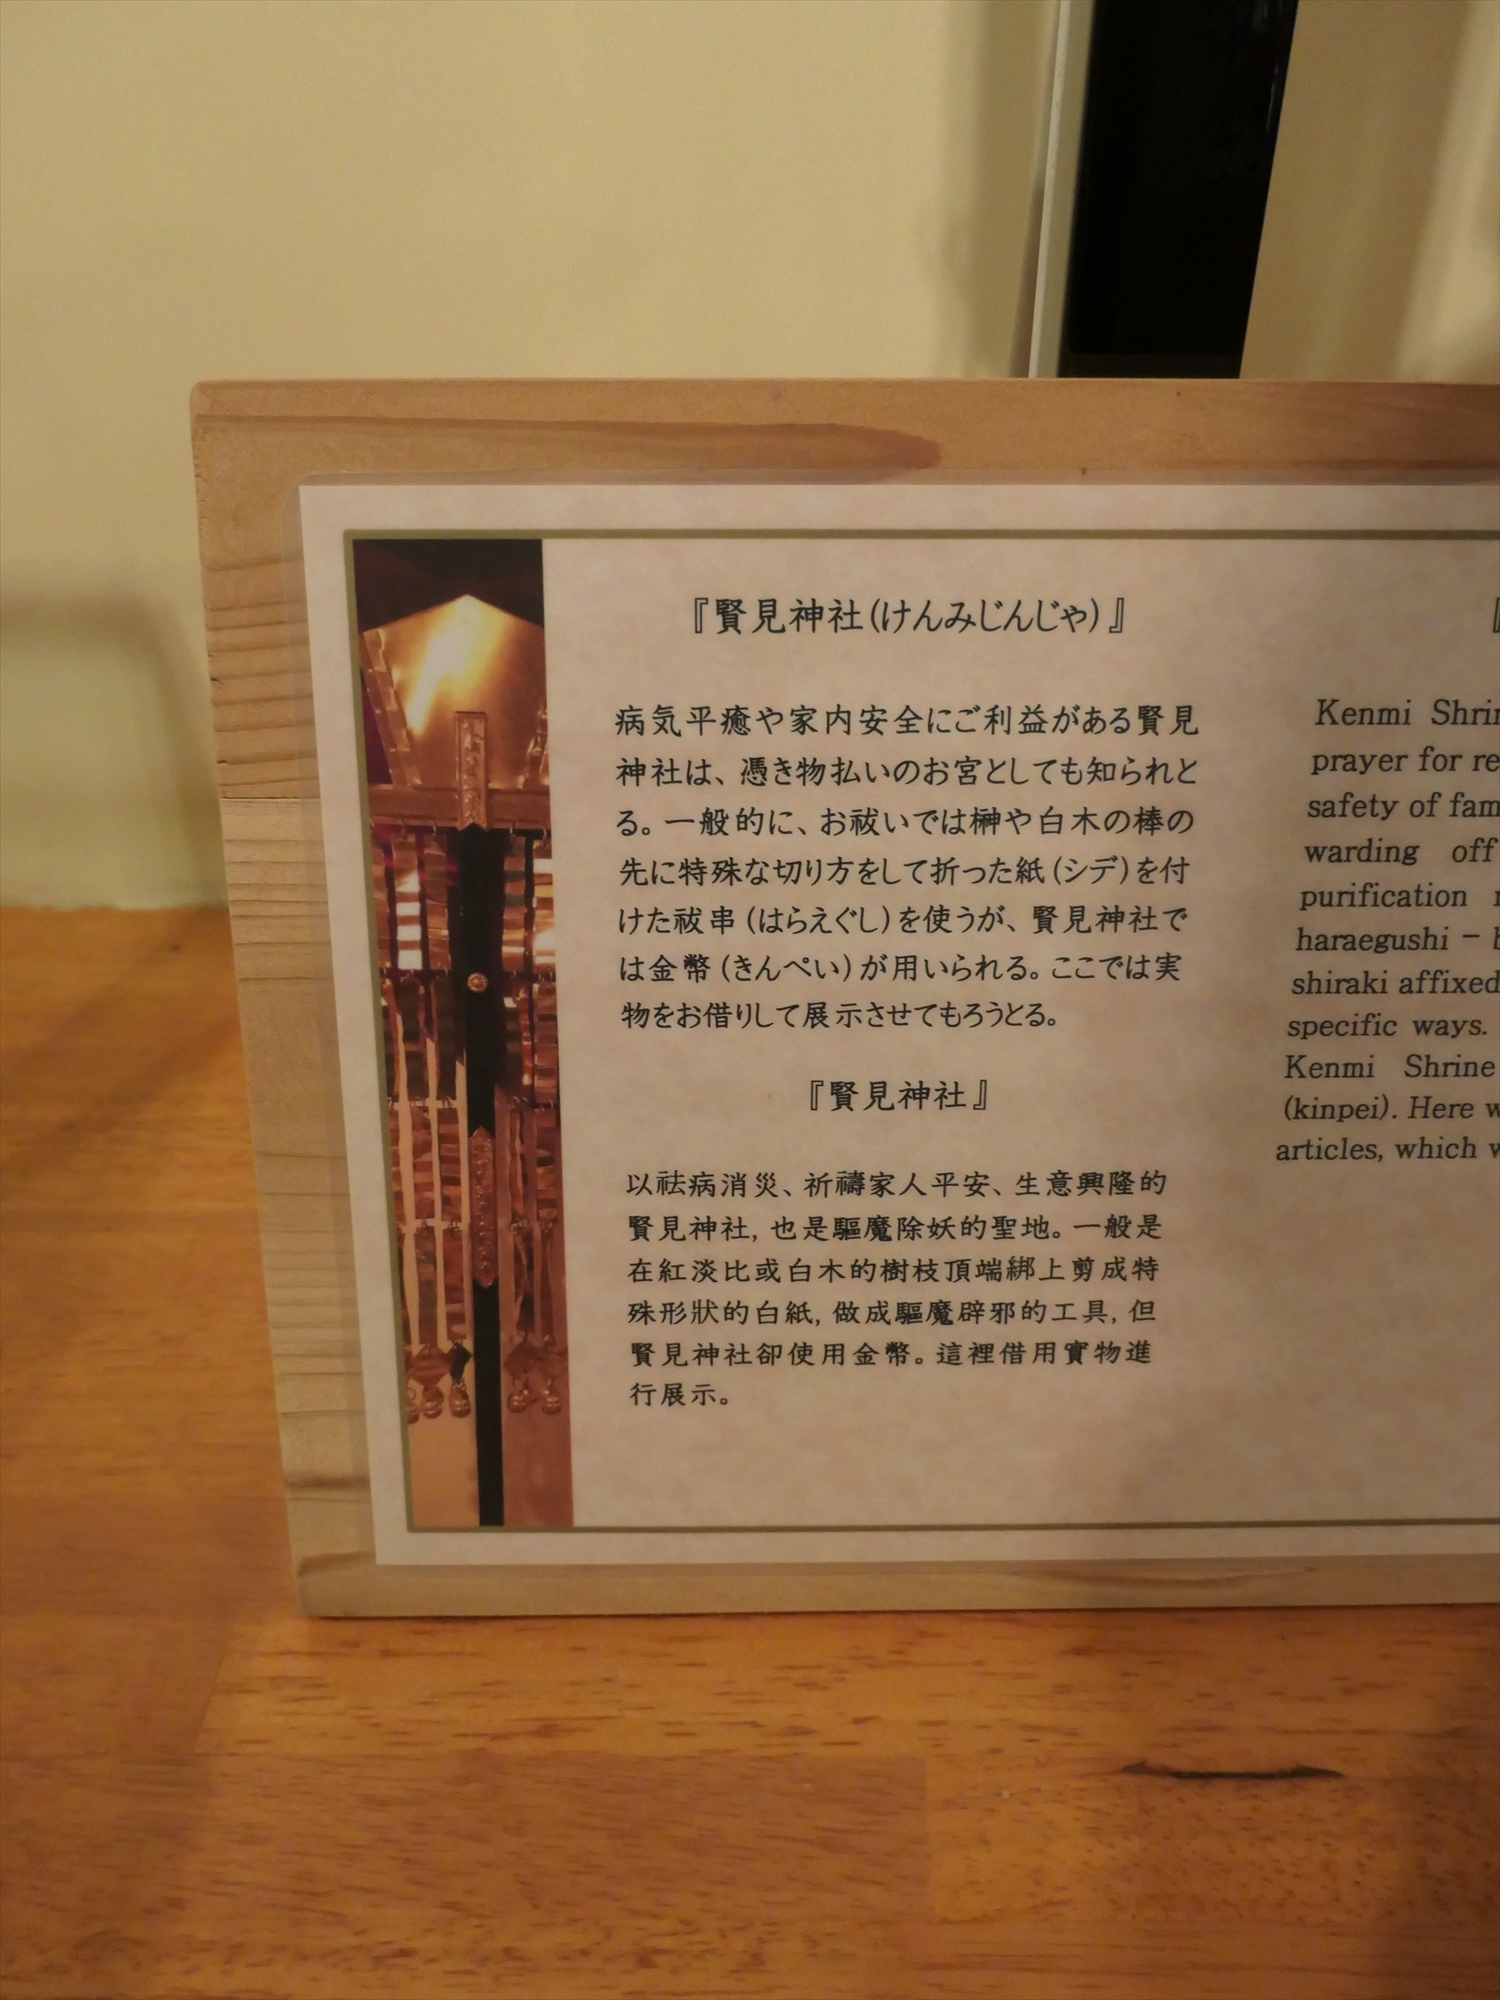 『賢見神社(けんみじんじゃ)』
病気平癒や家内安全にご利益がある賢見
神社は、憑き物払いのお宮としても知られと
る。一般的に、お祓いでは榊や白木の棒の
先に特殊な切り方をして折った紙(シデ)を付
けた祓串(はらえぐし)を使うが、賢見神社で
は金幣(きんぺい)が用いられる。ここでは実
物をお借りして展示させてもろうとる。
『賢見神社』
以祛病消災、祈禱家人平安、生意興隆的
賢見神社,也是驅魔除妖的聖地。一般是
在紅淡比或白木的樹枝頂端綁上剪成特
殊形狀的白紙,做成驅魔辟邪的工具,但
賢見神社卻使用金幣。這裡借用實物進
行展示。
Kenmi
prayer for
safety of
warding off
purification
haraegushi –
shiraki affixed
specific ways.
Kenmi Shrine
(kinpei). Here
articles, which